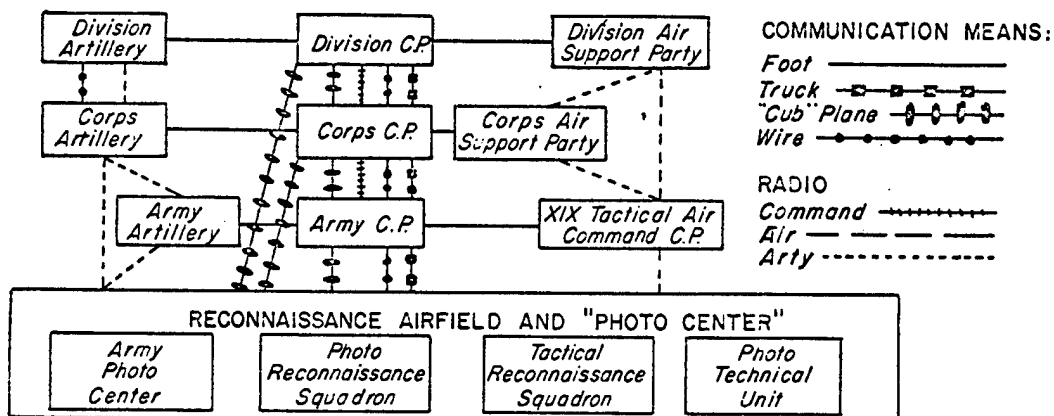 Division
Artillery
Division C.P.
Division Air
Support Party
Corps
Artillery
Corps C.P.
Corps Air
Support Party
Army
Artillery
Army C.P.
XIX Tactical Air
Command C.P.
COMMUNICATION MEANS:
Foot
Truck
"Cub" Plane
Wire
RADIO
Command
Air
Arty
RECONNAISSANCE AIRFIELD AND "PHOTO CENTER"
Army
Photo
Center
Photo
Reconnaissance
Squadron
Tactical
Reconnaissance
Squadron
Photo
Technical
Unit